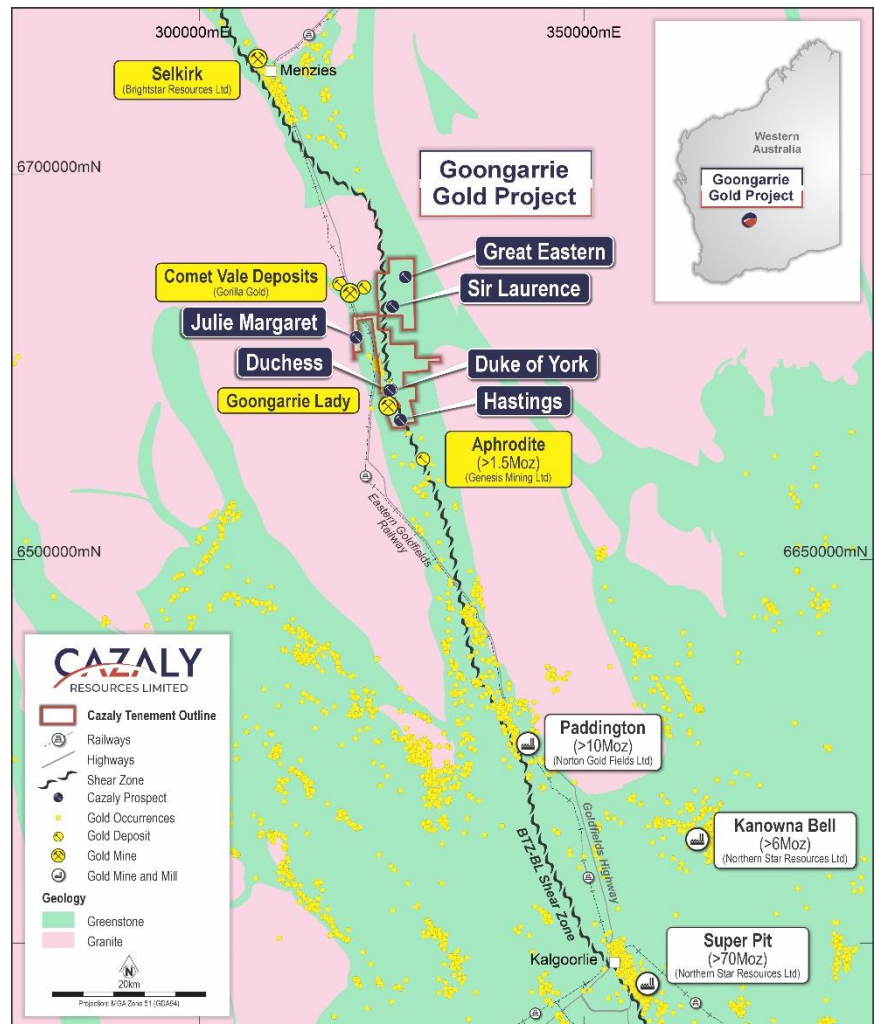 300000mE
350000mE
Selkirk
(Brightstar Resources Ltd)
Menzies
6700000mN
Goongarrie
Gold Project
Western
Australia
Goongarrie
Gold Project
Great Eastern
Comet Vale Deposits
(Gorilla Gold)
Sir Laurence
Julie Margaret
Duchess
Duke of York
Goongarrie Lady
Hastings
Aphrodite
(>1.5Moz)
(Genesis Mining Ltd)
Eastern Goldfields
Railway
6500000mN
6650000mN
CAZALY
RESOURCES LIMITED
Cazaly Tenement Outline
Railways
Highways
Shear Zone
Cazaly Prospect
Gold Occurrences
Gold Deposit
Gold Mine
Gold Mine and Mill
Geology
Greenstone
Granite
N
20km
Projection: MGA Zone 51 (GDA94)
Paddington
(>10Moz)
(Norton Gold Fields Ltd)
Goldfields Highway
BTZ-BL Shear Zone
Kanowna Bell
(>6Moz)
(Northern Star Resources Ltd)
Kalgoorlie
Super Pit
(>70Moz)
(Northern Star Resources Ltd)